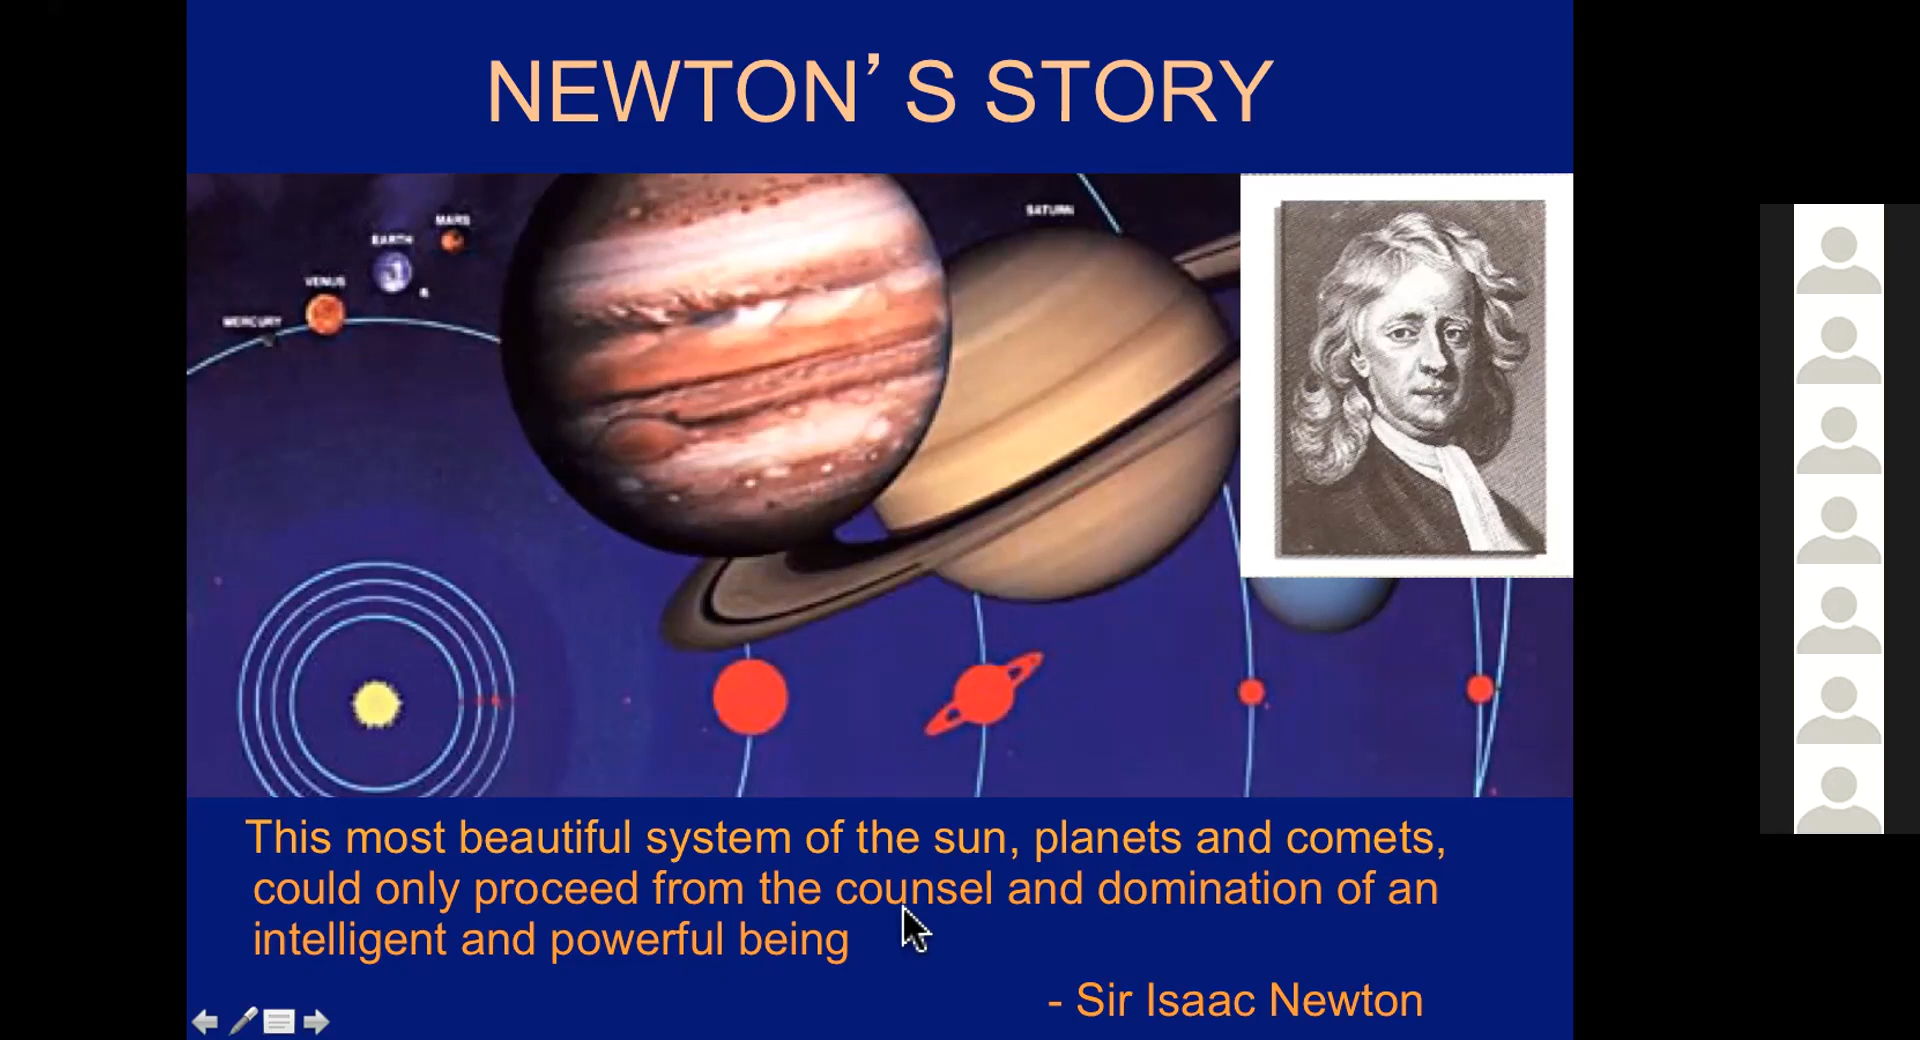 NEWTON’S STORY
MARS
SATURN
EARTH
VENUS
MERCURY
This most beautiful system of the sun, planets and comets,
could only proceed from the counsel and domination of an
intelligent and powerful being
- Sir Isaac Newton